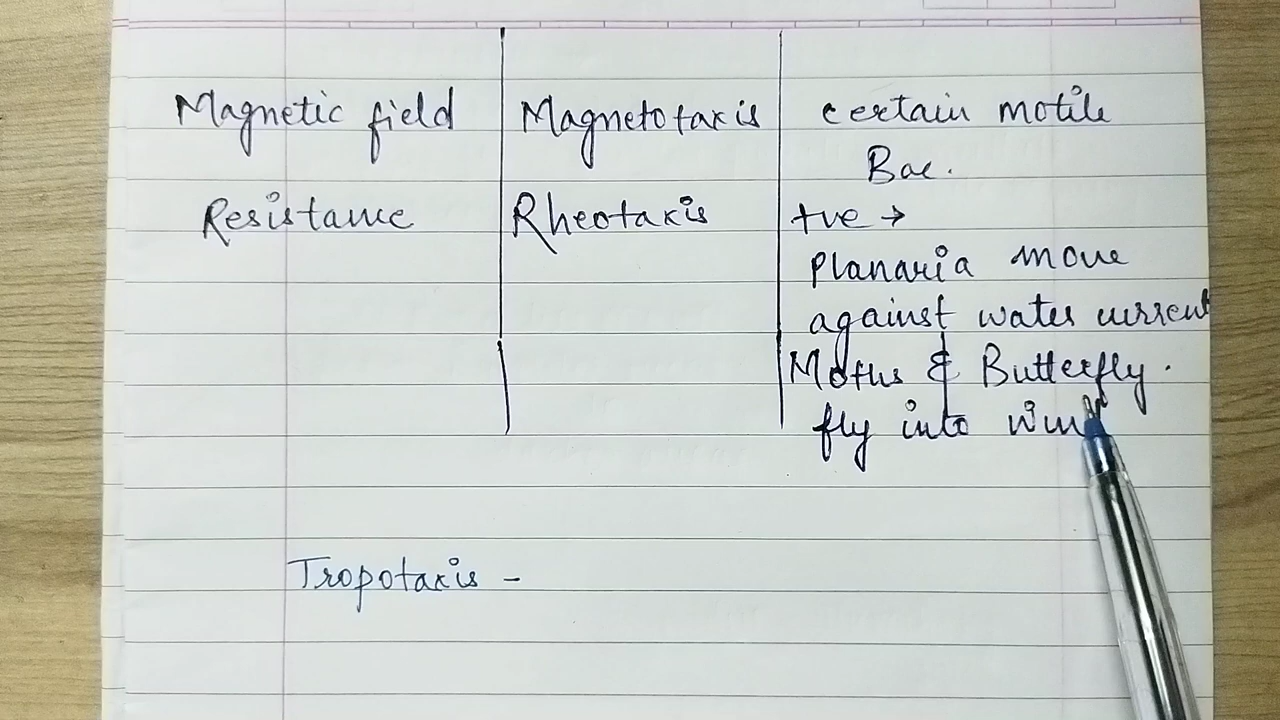 Magnetic field Magnetotaxis certain motile
Bac.
Resistance Rheotaxis +ve →
Planaria move
against water current
Moths & Butterfly.
fly into
Tropotaxis -